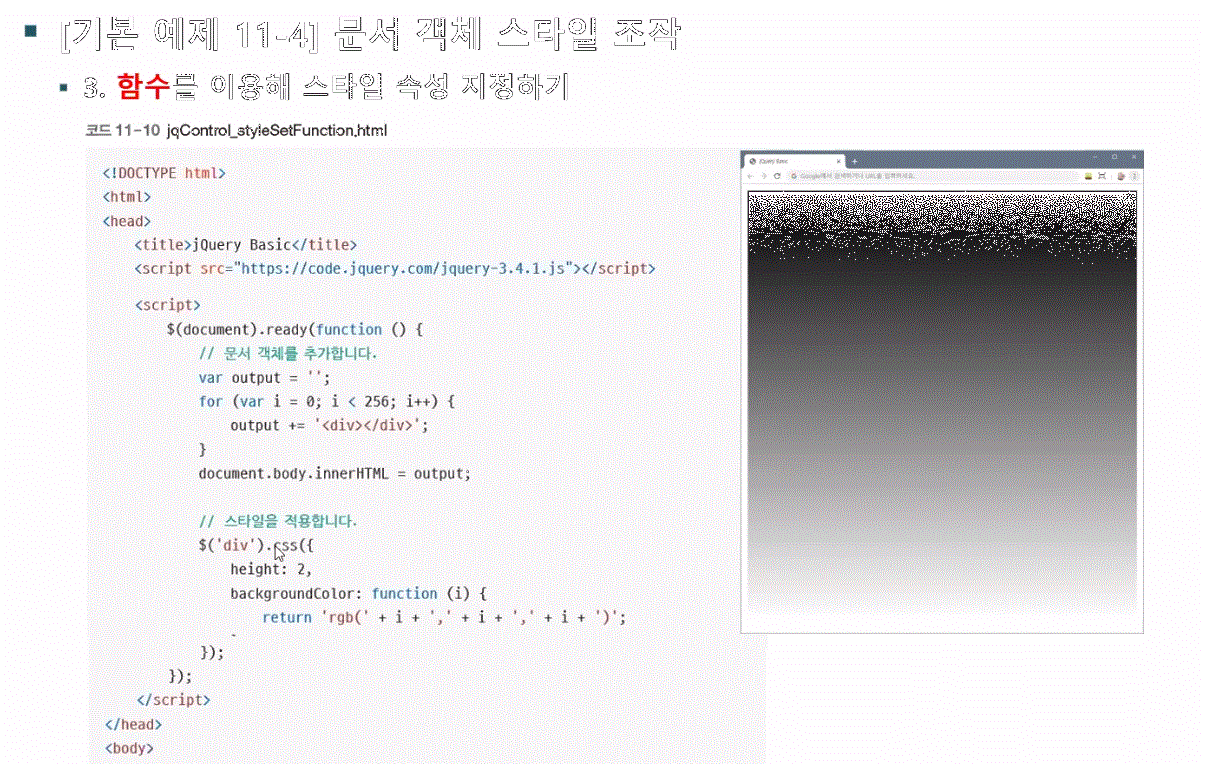 [기본 예제 11-4] 문서 객체 스타일 조작
3. 함수를 이용해 스타일 속성 지정하기
코드 11-10 jqControl_styleSetFunction.html
<!DOCTYPE html>
<html>
<head>
<title>jQuery Basic</title>
<script src="https://code.jquery.com/jquery-3.4.1.js"></script>
<script>
$(document).ready(function () {
// 문서 객체를 추가합니다.
var output = '';
for (var i = 0; i < 256; i++) {
output += '<div></div>';
}
document.body.innerHTML = output;
// 스타일을 적용합니다.
$('div').css({
height: 2,
backgroundColor: function (i) {
return 'rgb(' + i + ',' + i + ',' + i + ')';
});
});
</script>
</head>
<body>
jQuery Basic
Google에서 검색하거나 URL을 입력하세요.